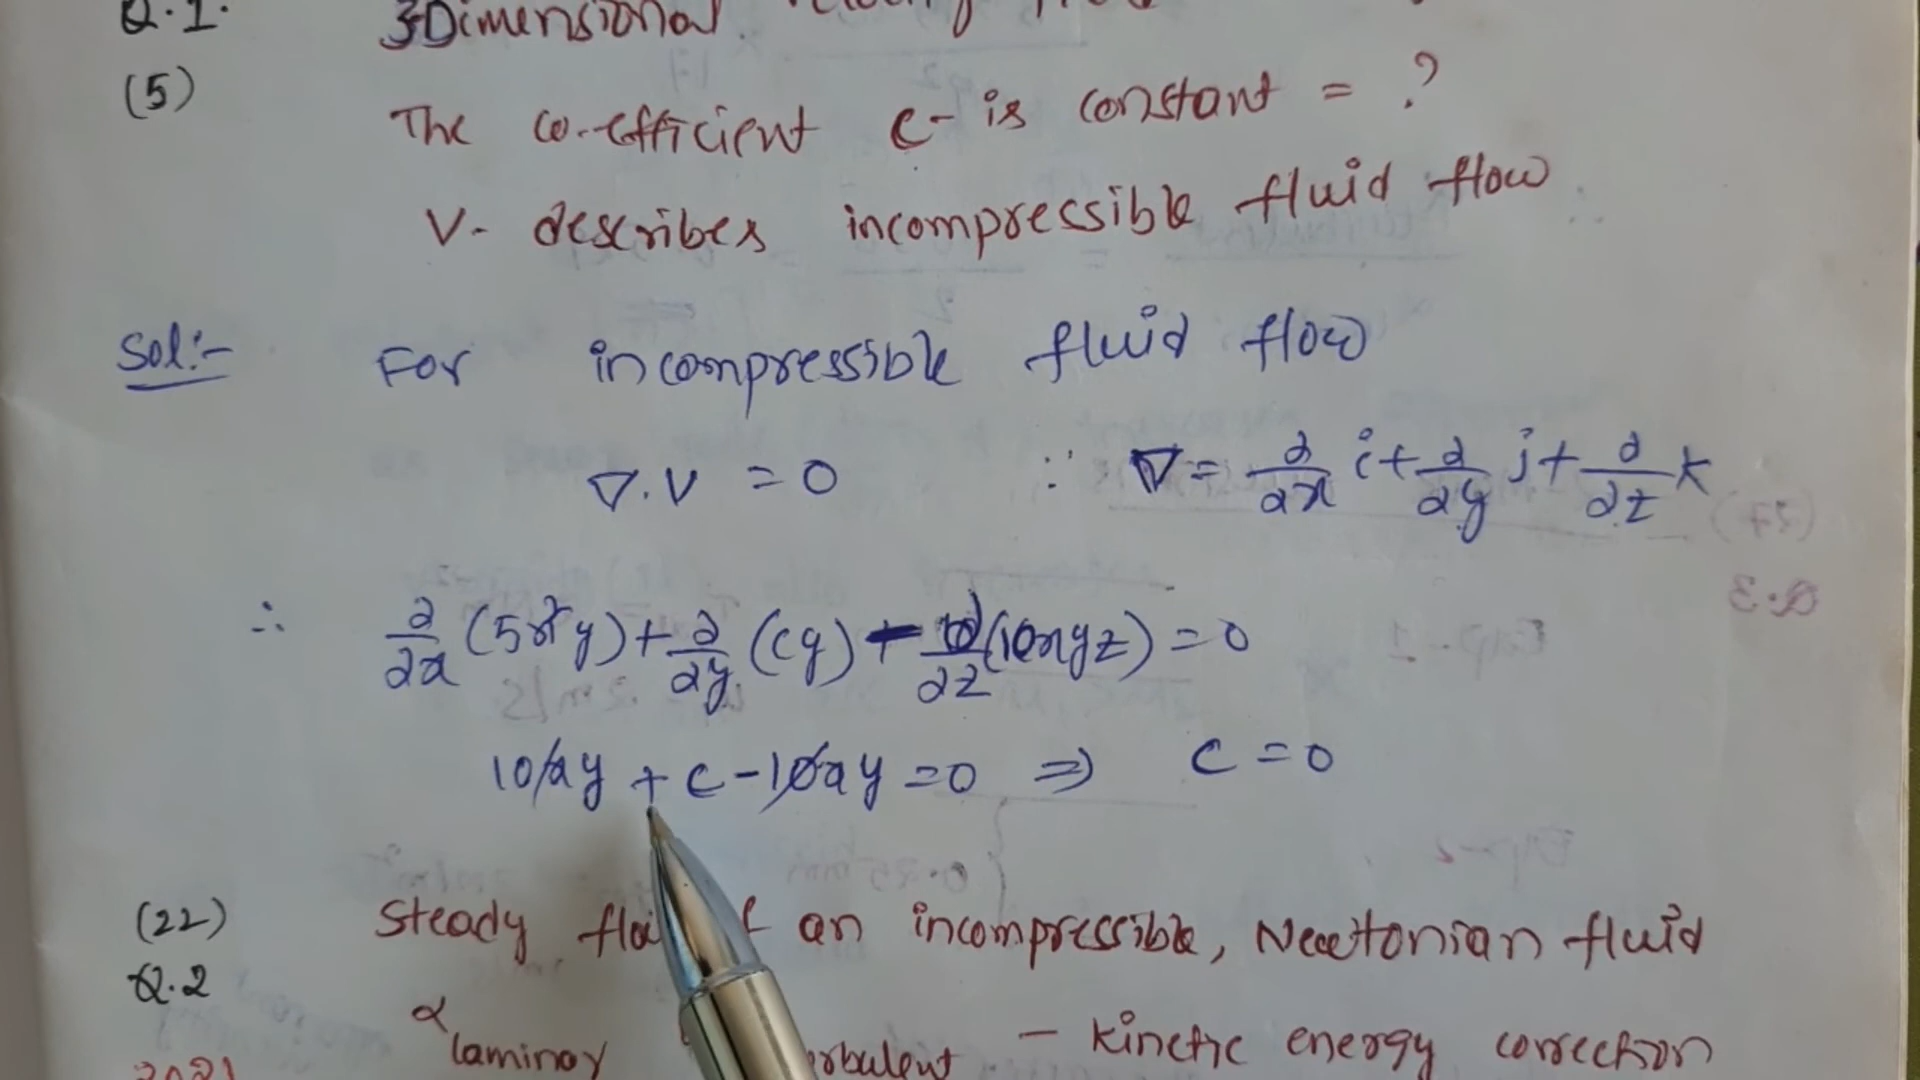 Q.1. 3Dimensional
(5) The co-efficient c- is constant = ?
V- describes incompressible fluid flow
Sol:- For incompressible fluid flow
∇.V = 0 ∵ ∇ = ∂/∂x i + ∂/∂y j + ∂/∂z k
∴ ∂/∂x (5x²y) + ∂/∂y (cy) - ∂/∂z (10xyz) = 0
10xy + c - 10xy = 0 ⇒ c = 0
(22) Steady an incompressible, Newtonian fluid
Q.2
α laminar - kinetic energy correction
2021